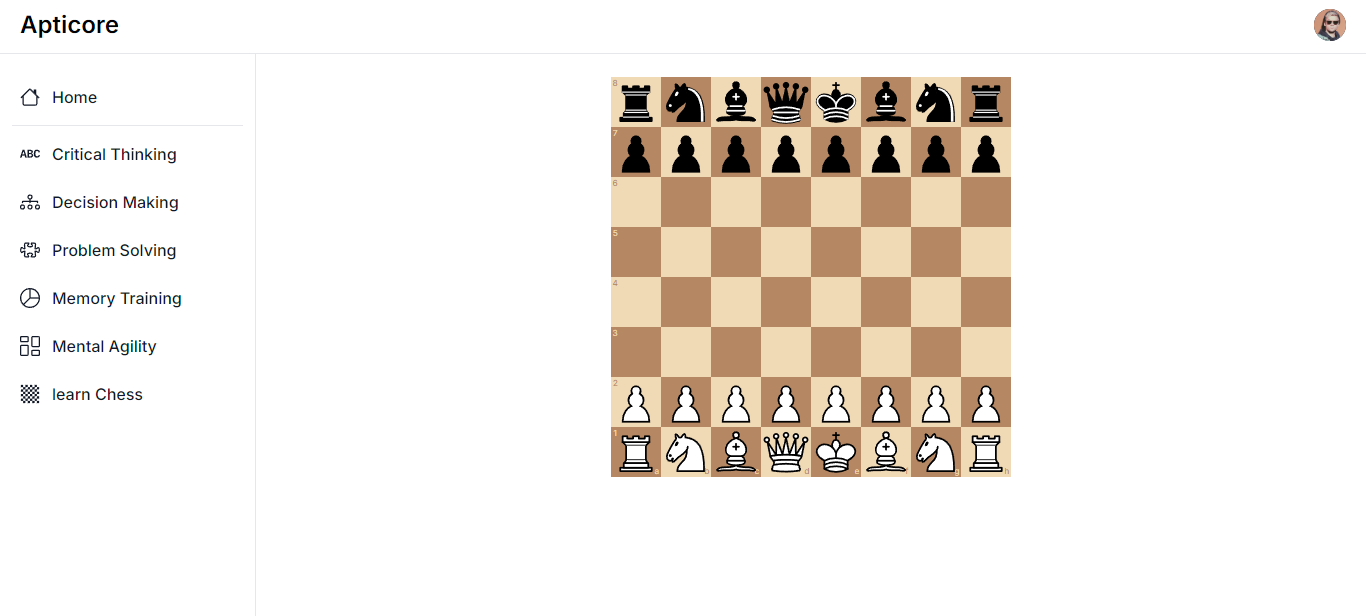 Apticore
Home
ABC Critical Thinking
Decision Making
Problem Solving
Memory Training
Mental Agility
learn Chess
8
7
6
5
4
3
2
1
a b c d e f g h